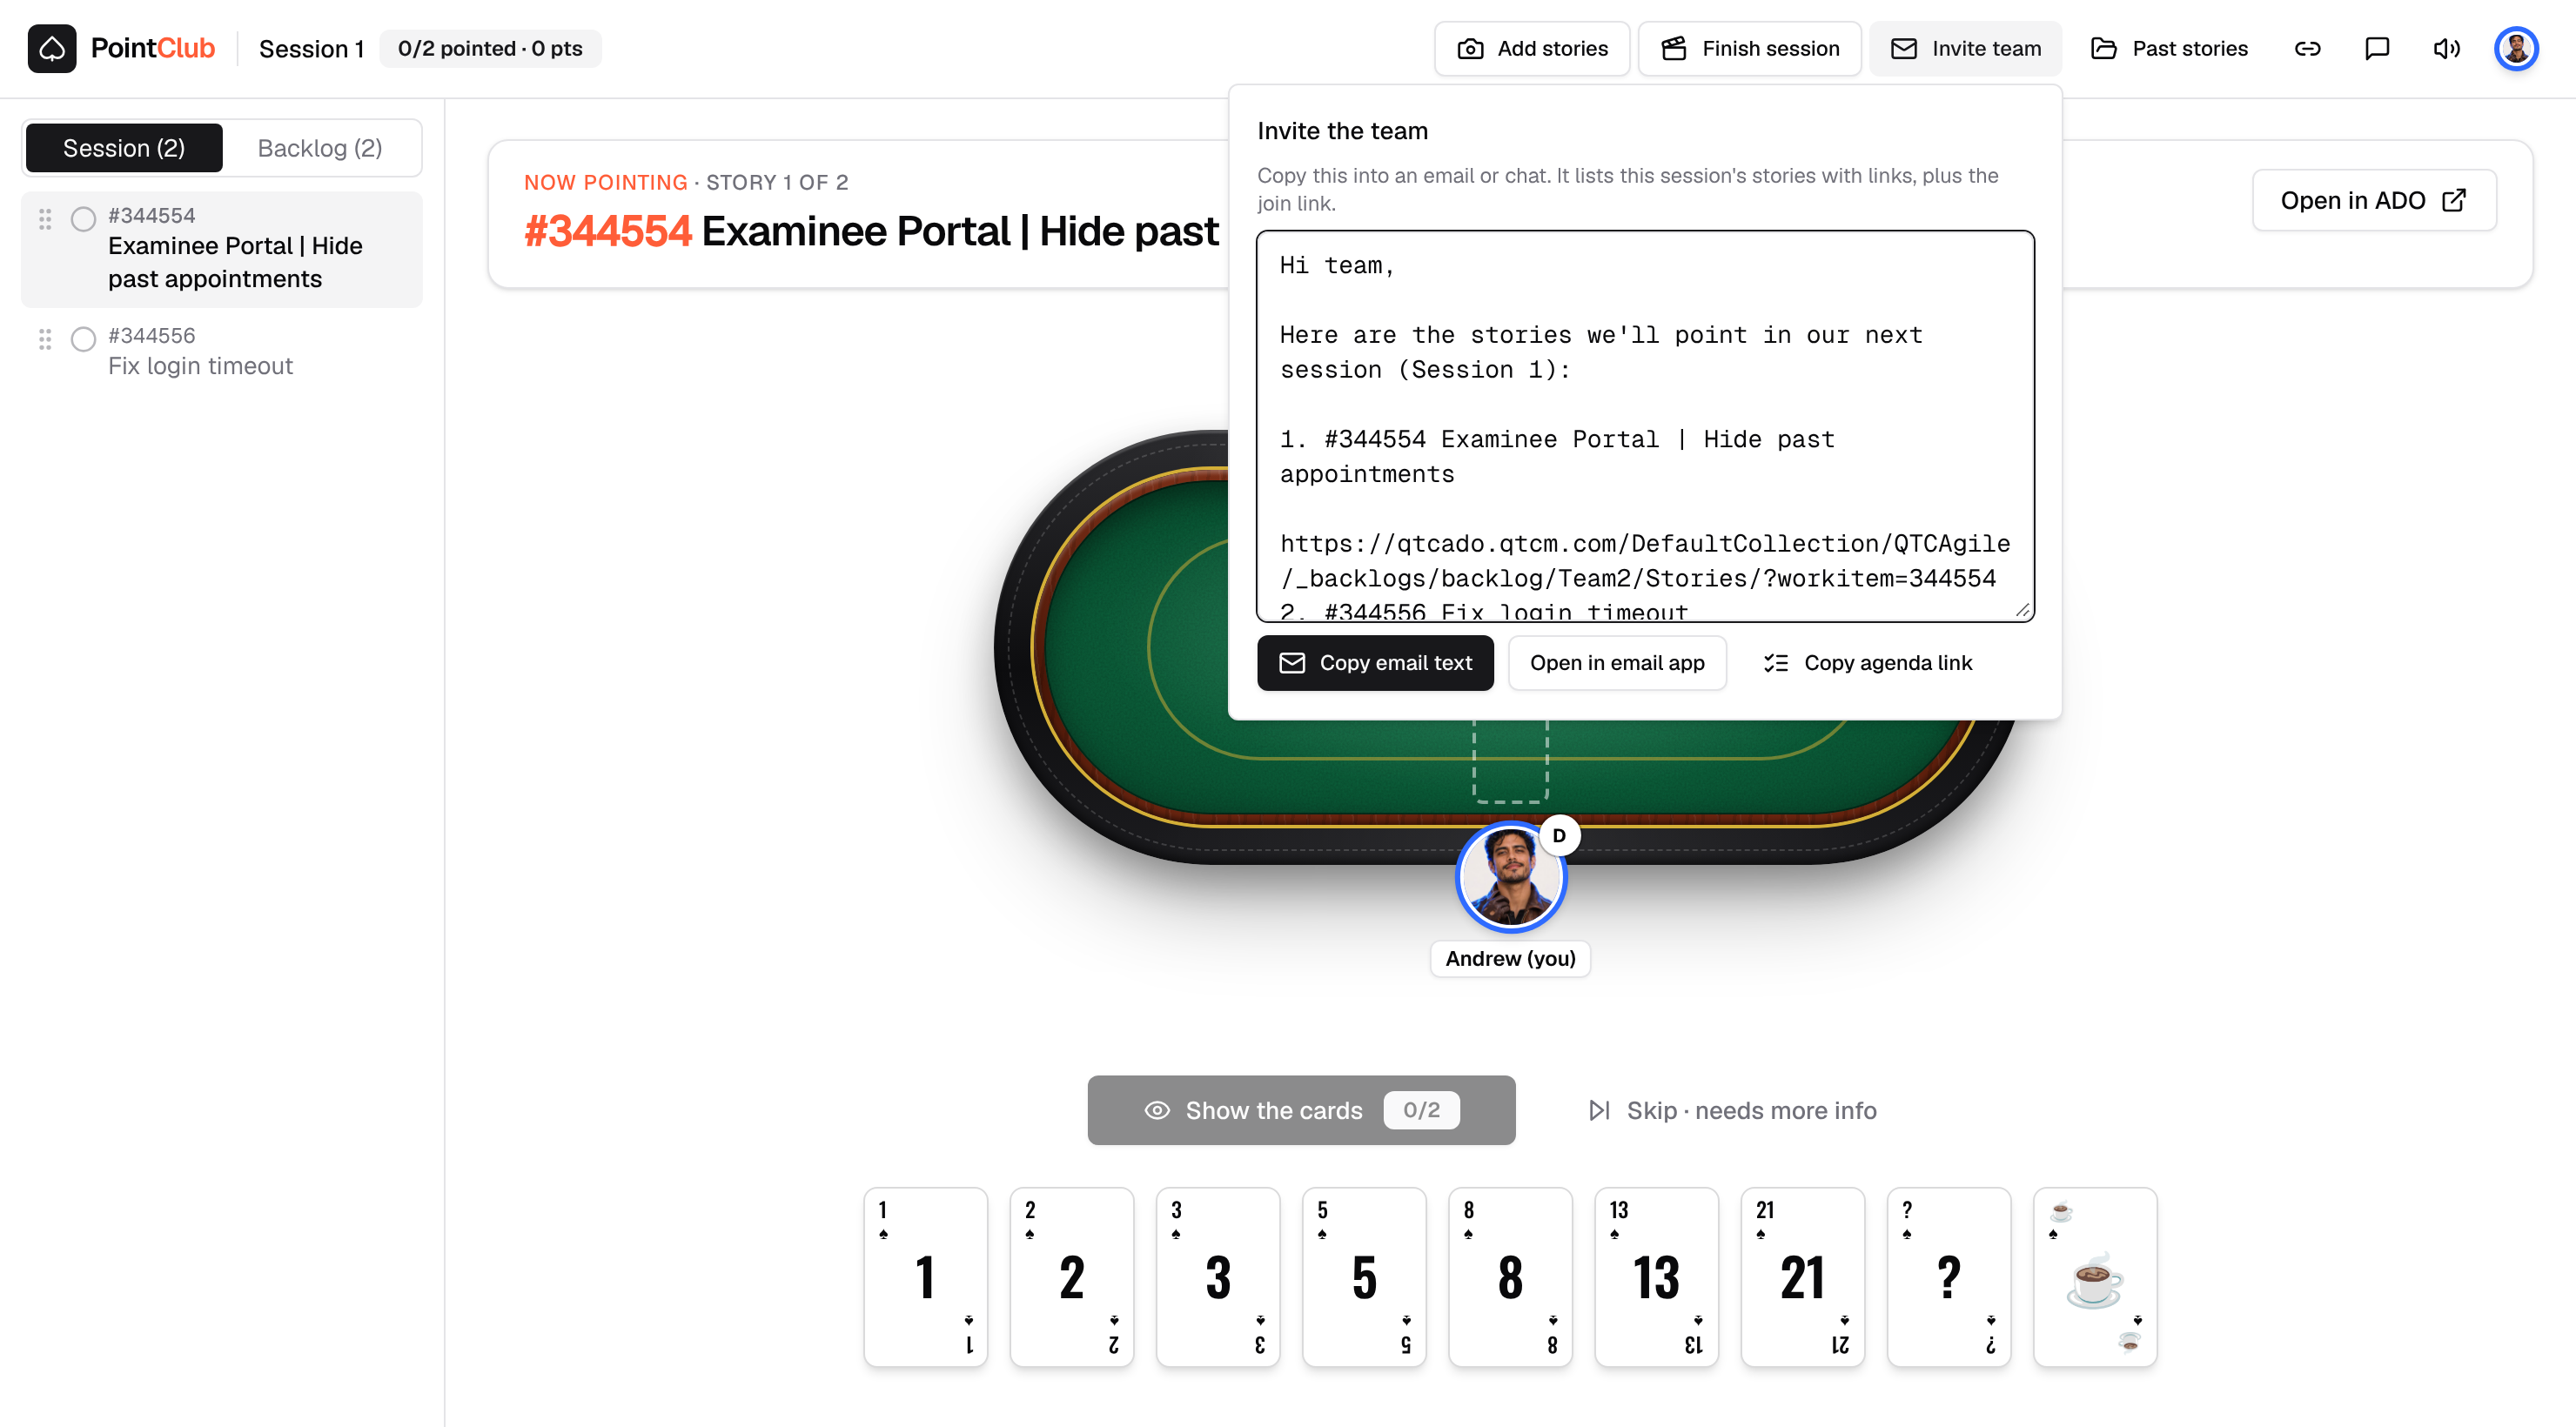 PointClub
Session 1
0/2 pointed · 0 pts
Add stories
Finish session
Invite team
Past stories
Session (2)
Backlog (2)
#344554
Examinee Portal | Hide
past appointments
#344556
Fix login timeout
NOW POINTING · STORY 1 OF 2
#344554 Examinee Portal | Hide past
Open in ADO
Invite the team
Copy this into an email or chat. It lists this session's stories with links, plus the
join link.
Hi team,
Here are the stories we'll point in our next
session (Session 1):
1. #344554 Examinee Portal | Hide past
appointments
https://qtcado.qtcm.com/DefaultCollection/QTCAgile
/_backlogs/backlog/Team2/Stories/?workitem=344554
2. #344556 Fix login timeout
Copy email text
Open in email app
Copy agenda link
D
Andrew (you)
Show the cards
0/2
Skip · needs more info
1
1
1
2
2
2
3
3
3
5
5
5
8
8
8
13
13
13
21
21
21
?
?
?